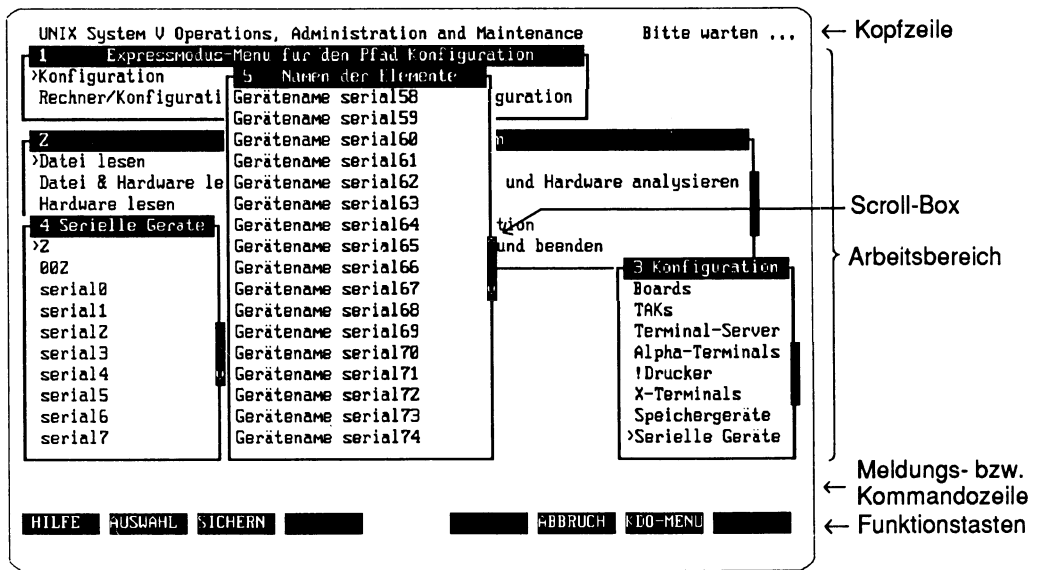 UNIX System V Operations, Administration and Maintenance Bitte warten ... ← Kopfzeile
1 Expressmodus-Menu für den Pfad Konfiguration
>Konfiguration
Rechner/Konfigurati
guration
5 Namen der Elemente
Gerätename serial58
Gerätename serial59
Gerätename serial60
Gerätename serial61
Gerätename serial62
Gerätename serial63
Gerätename serial64
Gerätename serial65
Gerätename serial66
Gerätename serial67
Gerätename serial68
Gerätename serial69
Gerätename serial70
Gerätename serial71
Gerätename serial72
Gerätename serial73
Gerätename serial74
2
>Datei lesen
Datei & Hardware le
Hardware lesen
und Hardware analysieren
tion
und beenden
4 Serielle Geräte
>2
002
serial0
serial1
serial2
serial3
serial4
serial5
serial6
serial7
3 Konfiguration
Boards
TAKs
Terminal-Server
Alpha-Terminals
!Drucker
X-Terminals
Speichergeräte
>Serielle Geräte
Scroll-Box
Arbeitsbereich
← Meldungs- bzw.
Kommandozeile
HILFE AUSWAHL SICHERN ABBRUCH KDO-MENU ← Funktionstasten